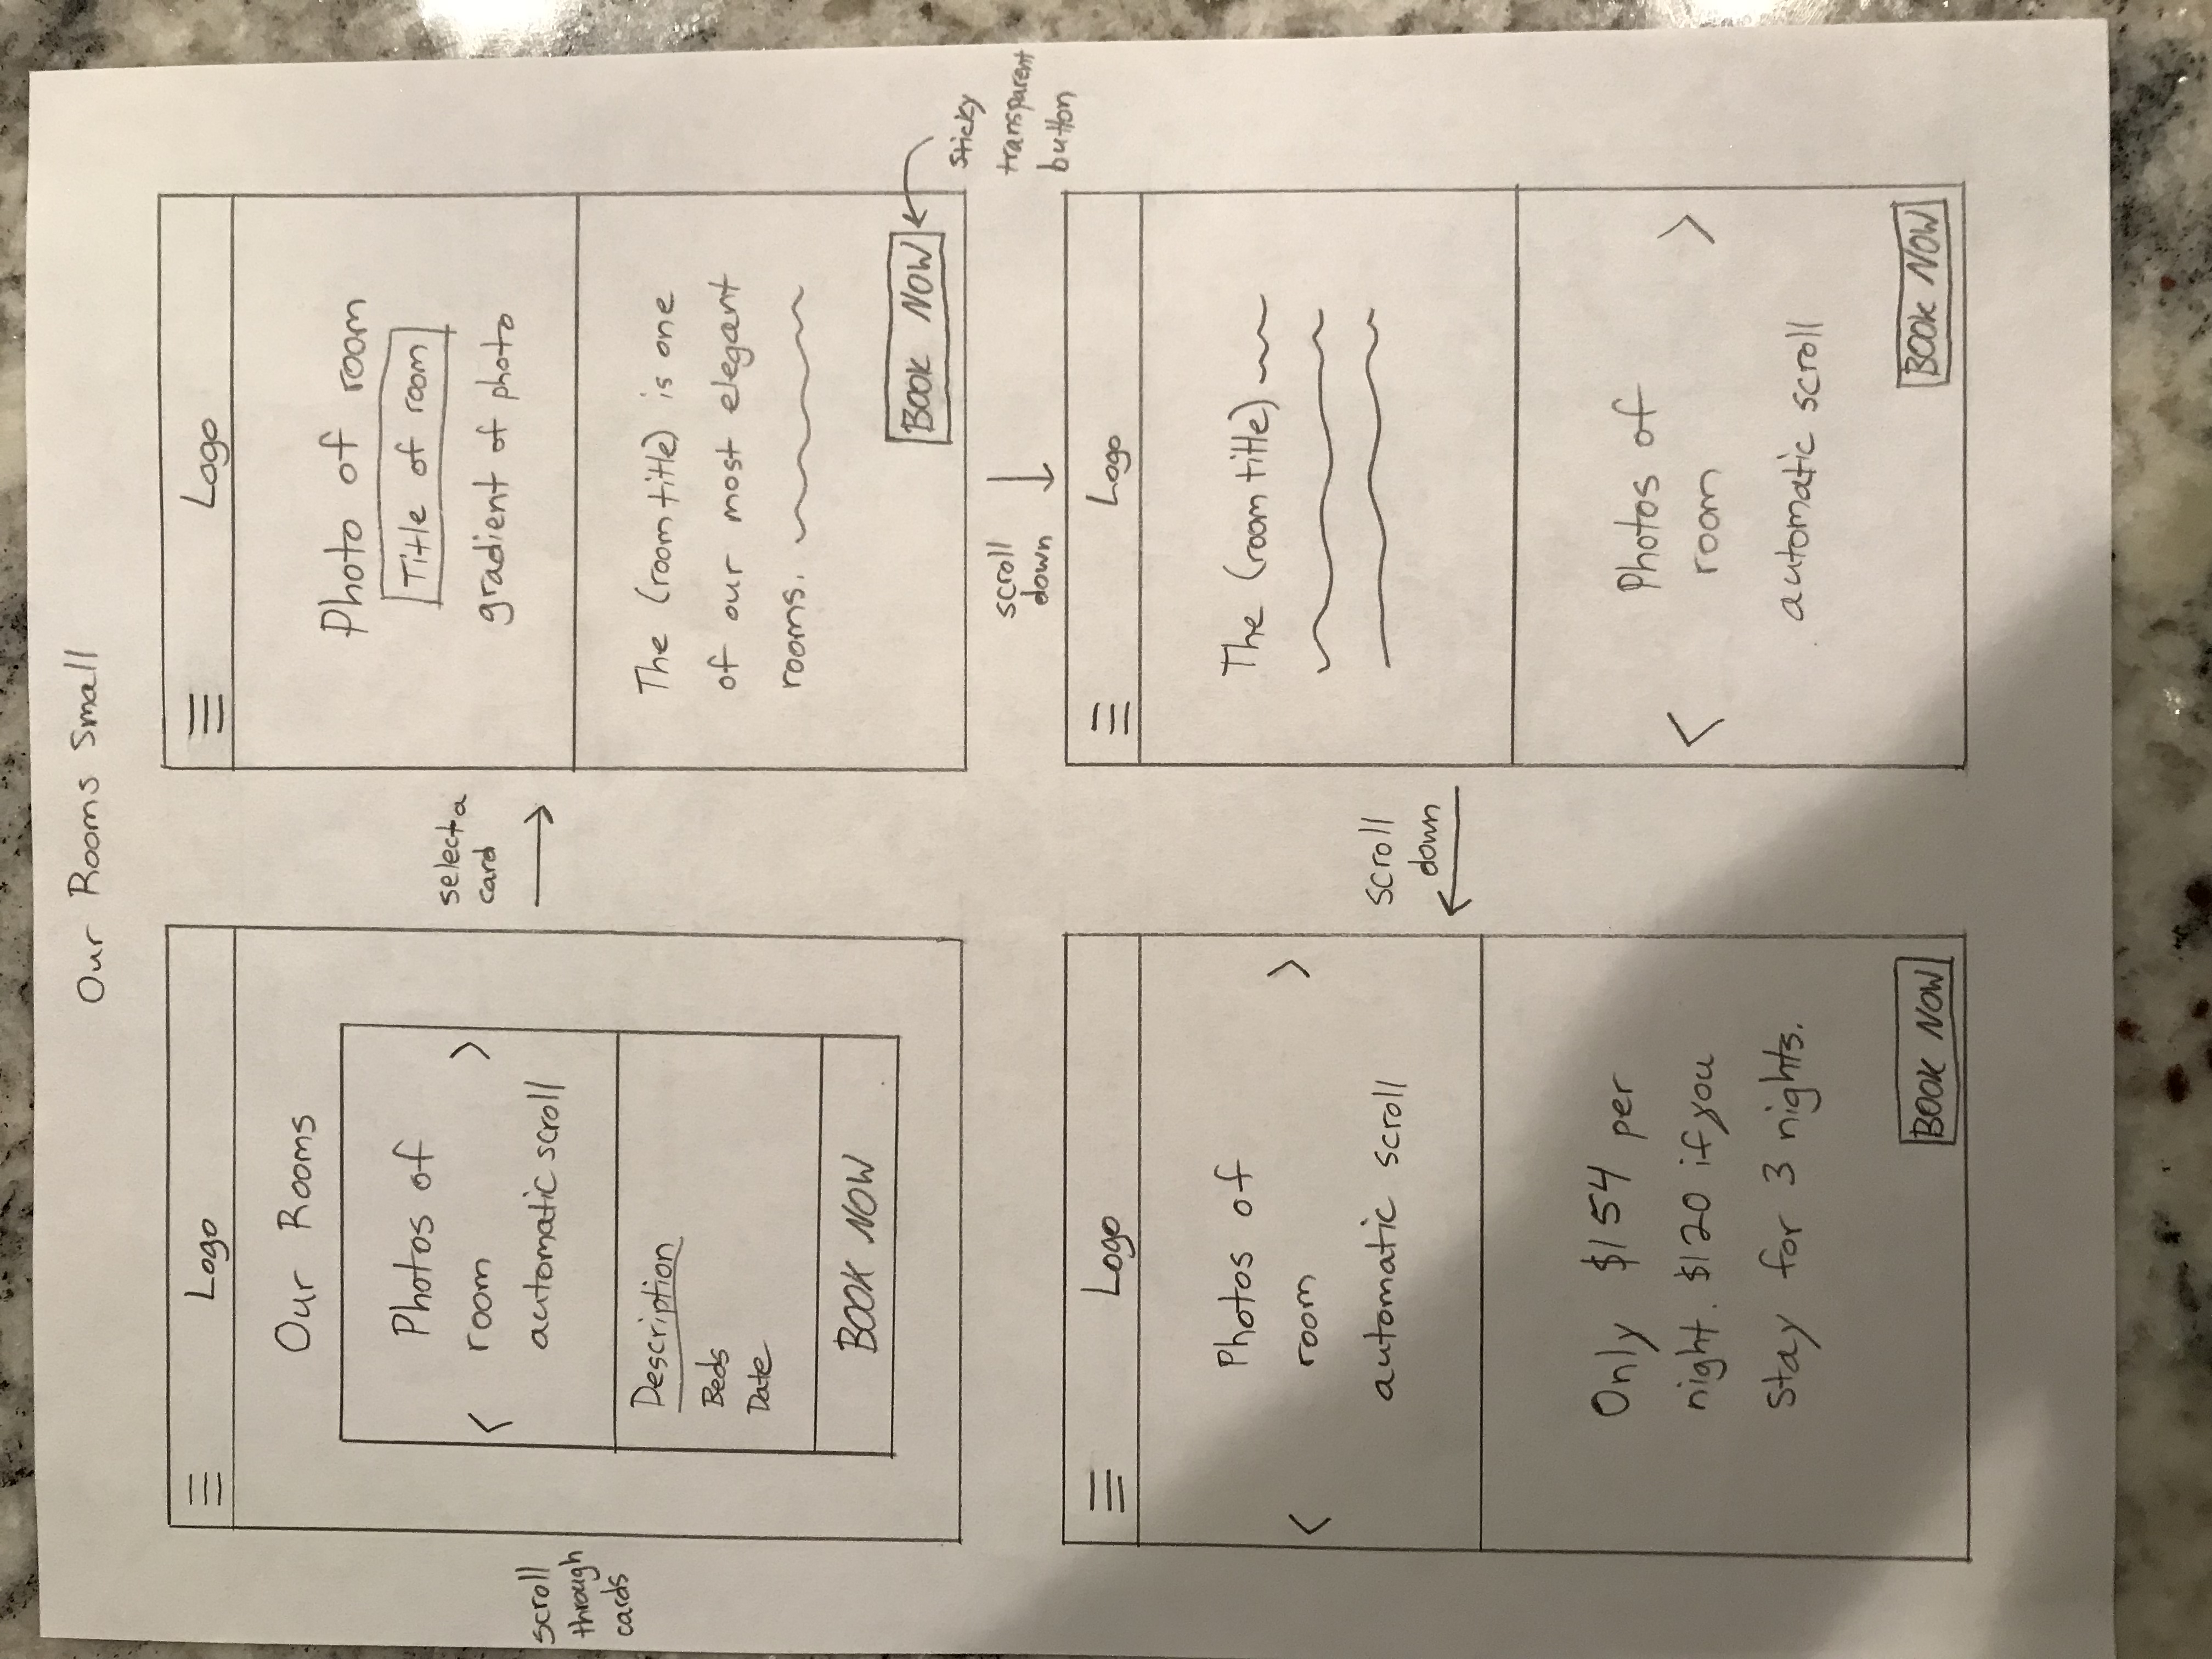 Our Rooms Small
Logo
Our Rooms
Photos of
room
automatic scroll
Description
Beds
Date
BOOK NOW
scroll
through
cards
select a
card
Logo
Photo of room
Title of room
gradient of photo
The (room title) is one
of our most elegant
rooms.
BOOK NOW
sticky
transparent
button
scroll
down
Logo
The (room title)
Photos of
room
automatic scroll
BOOK NOW
scroll
down
Logo
Photos of
room
automatic scroll
Only $154 per
night. $120 if you
stay for 3 nights.
BOOK NOW